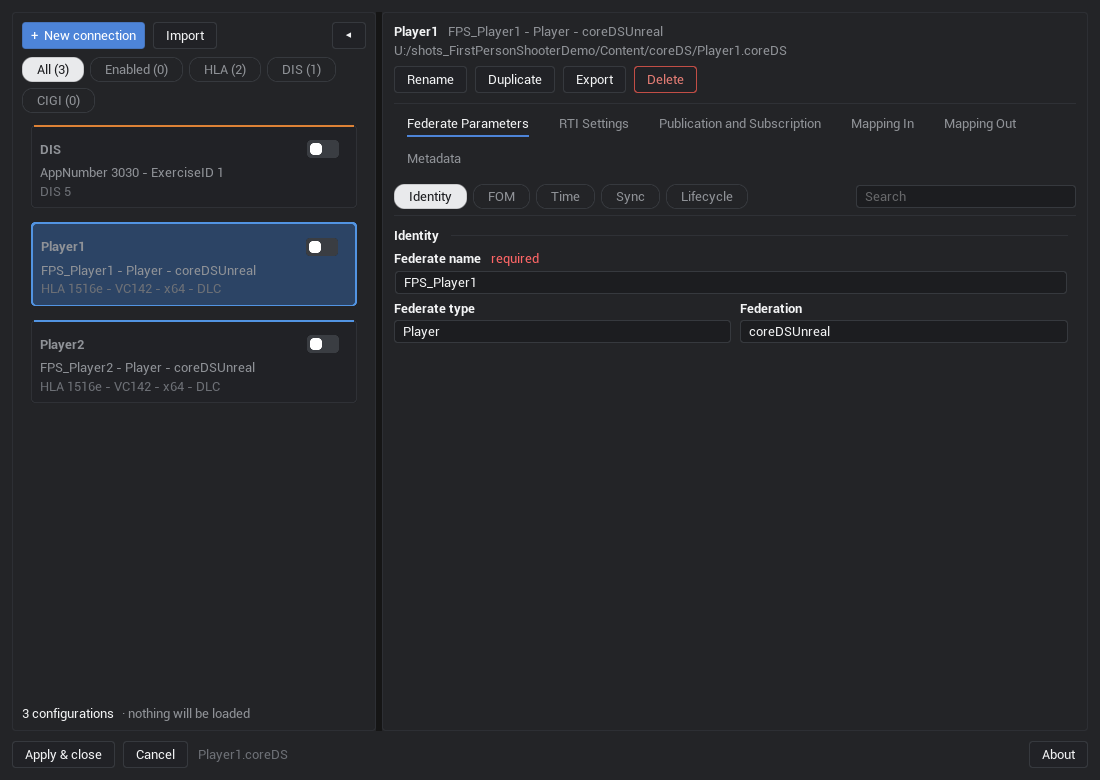 + New connection
Import
All (3)
Enabled (0)
HLA (2)
DIS (1)
CIGI (0)
DIS
AppNumber 3030 - ExerciseID 1
DIS 5
Player1
FPS_Player1 - Player - coreDSUnreal
HLA 1516e - VC142 - x64 - DLC
Player2
FPS_Player2 - Player - coreDSUnreal
HLA 1516e - VC142 - x64 - DLC
3 configurations · nothing will be loaded
Player1 FPS_Player1 - Player - coreDSUnreal
U:/shots_FirstPersonShooterDemo/Content/coreDS/Player1.coreDS
Rename
Duplicate
Export
Delete
Federate Parameters
RTI Settings
Publication and Subscription
Mapping In
Mapping Out
Metadata
Identity
FOM
Time
Sync
Lifecycle
Search
Identity
Federate name required
FPS_Player1
Federate type
Federation
Player
coreDSUnreal
Apply & close
Cancel
Player1.coreDS
About